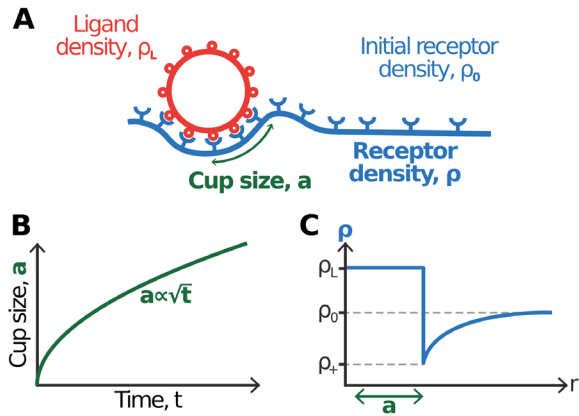 A
Ligand
density, ρL
Initial receptor
density, ρ0
Receptor
density, ρ
Cup size, a
B
Cup size, a
a∝√t
Time, t
C
ρ
ρL
ρ0
ρ+
r
a